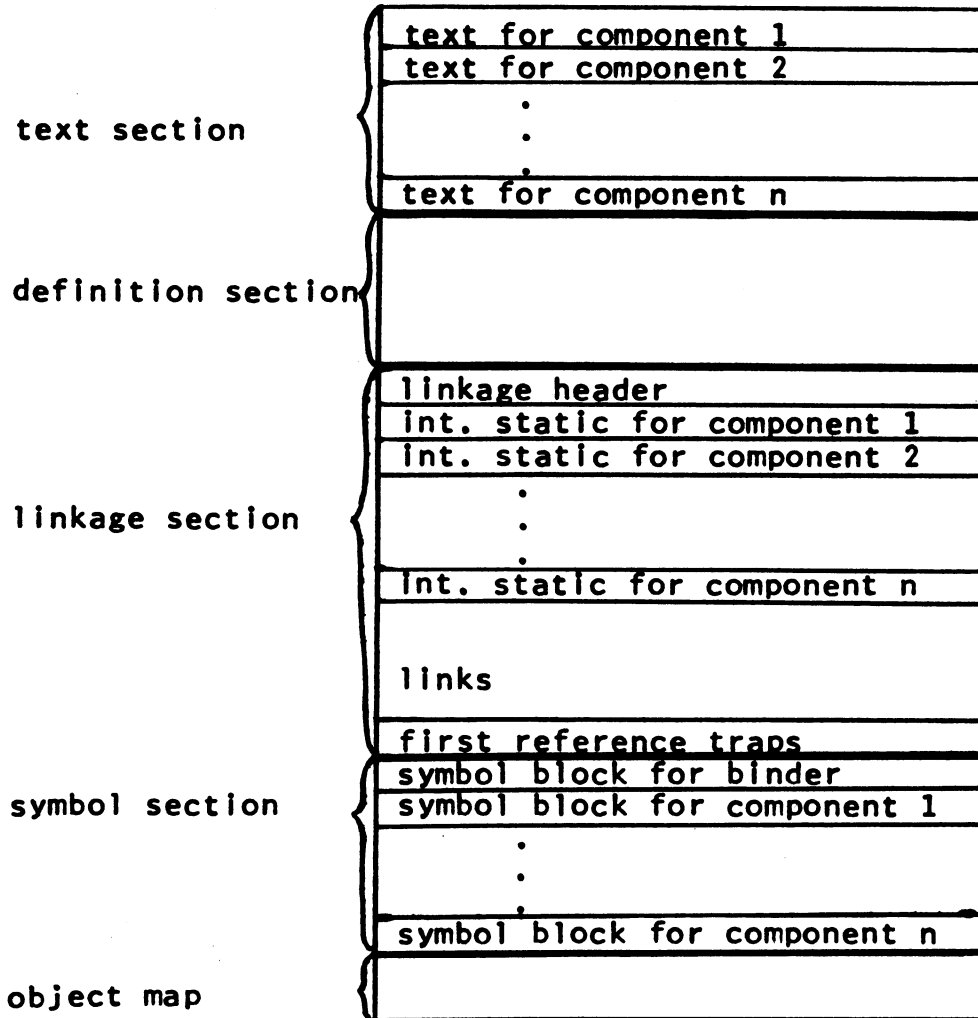 text for component 1
text for component 2
.
.
.
text section
text for component n
definition section
linkage header
int. static for component 1
int. static for component 2
.
.
.
linkage section
int. static for component n
links
first reference traps
symbol block for binder
symbol section
symbol block for component 1
.
.
.
symbol block for component n
object map